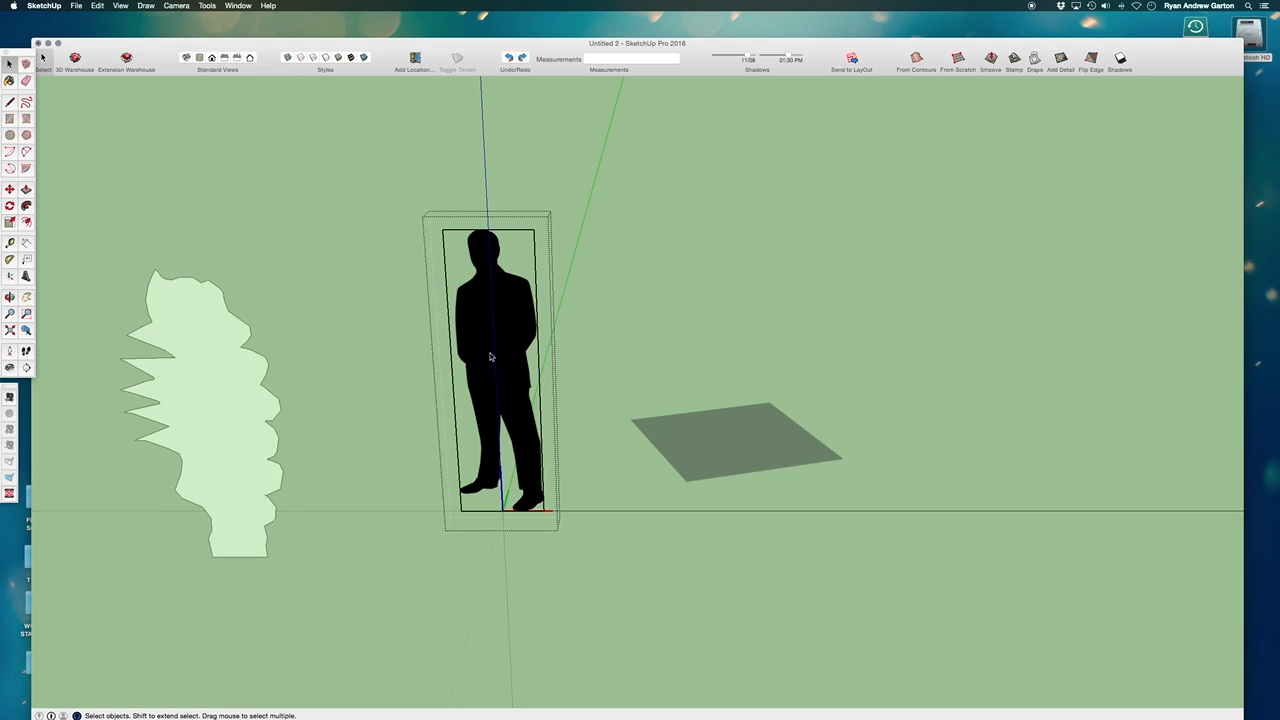 SketchUp File Edit Draw Camera Tools Window Help
Ryan Andrew Garton
Untitled 2 - SketchUp Pro 2016
Measurements
11/08 01:30 PM
Select 3D Warehouse Extension Warehouse Standard Views Styles Add Location... Toggle Terrain Undo/Redo Measurements Shadows Send to LayOut From Contours From Scratch Smoove Stamp Drape Add Detail Flip Edge Shadows
Select objects. Shift to extend select. Drag mouse to select multiple.